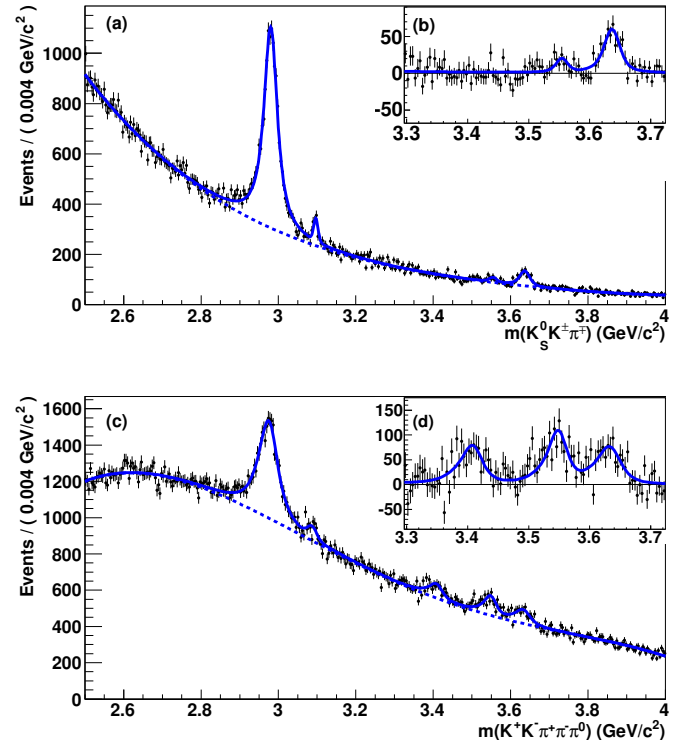 (a)
Events / ( 0.004 GeV/c² )
1000
800
600
400
200
0
2.6 2.8 3 3.2 3.4 3.6 3.8 4
m(K⁰_S K^±π^∓) (GeV/c²)
(b)
50
0
-50
3.3 3.4 3.5 3.6 3.7
(c)
Events / ( 0.004 GeV/c² )
1600
1400
1200
1000
800
600
400
200
0
2.6 2.8 3 3.2 3.4 3.6 3.8 4
m(K⁺K⁻π⁺π⁻π⁰) (GeV/c²)
(d)
150
100
50
0
-50
3.3 3.4 3.5 3.6 3.7